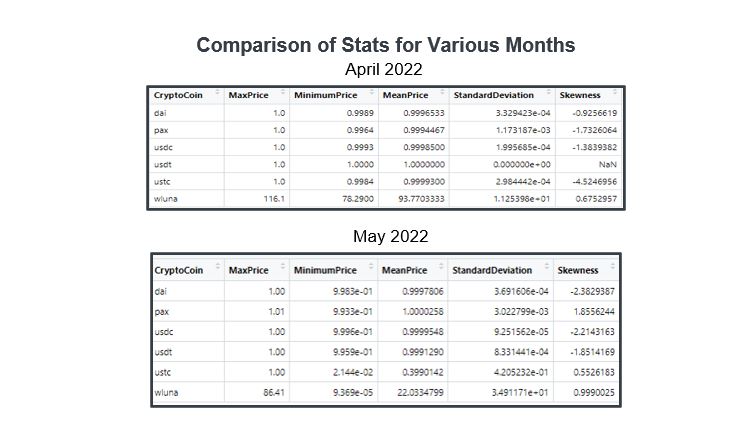 Comparison of Stats for Various Months
April 2022
CryptoCoin MaxPrice MinimumPrice MeanPrice StandardDeviation Skewness
dai 1.0 0.9989 0.9996533 3.329423e-04 -0.9256619
pax 1.0 0.9964 0.9994467 1.173187e-03 -1.7326064
usdc 1.0 0.9993 0.9998500 1.995685e-04 -1.3839382
usdt 1.0 1.0000 1.0000000 0.000000e+00 NaN
ustc 1.0 0.9984 0.9999300 2.984442e-04 -4.5246956
wluna 116.1 78.2900 93.7703333 1.125398e+01 0.6752957
May 2022
CryptoCoin MaxPrice MinimumPrice MeanPrice StandardDeviation Skewness
dai 1.00 9.983e-01 0.9997806 3.691606e-04 -2.3829387
pax 1.01 9.933e-01 1.0000258 3.022799e-03 1.8556244
usdc 1.00 9.996e-01 0.9999548 9.251562e-05 -2.2143163
usdt 1.00 9.959e-01 0.9991290 8.331441e-04 -1.8514169
ustc 1.00 2.144e-02 0.3990142 4.205232e-01 0.5526183
wluna 86.41 9.369e-05 22.0334799 3.491171e+01 0.9990025